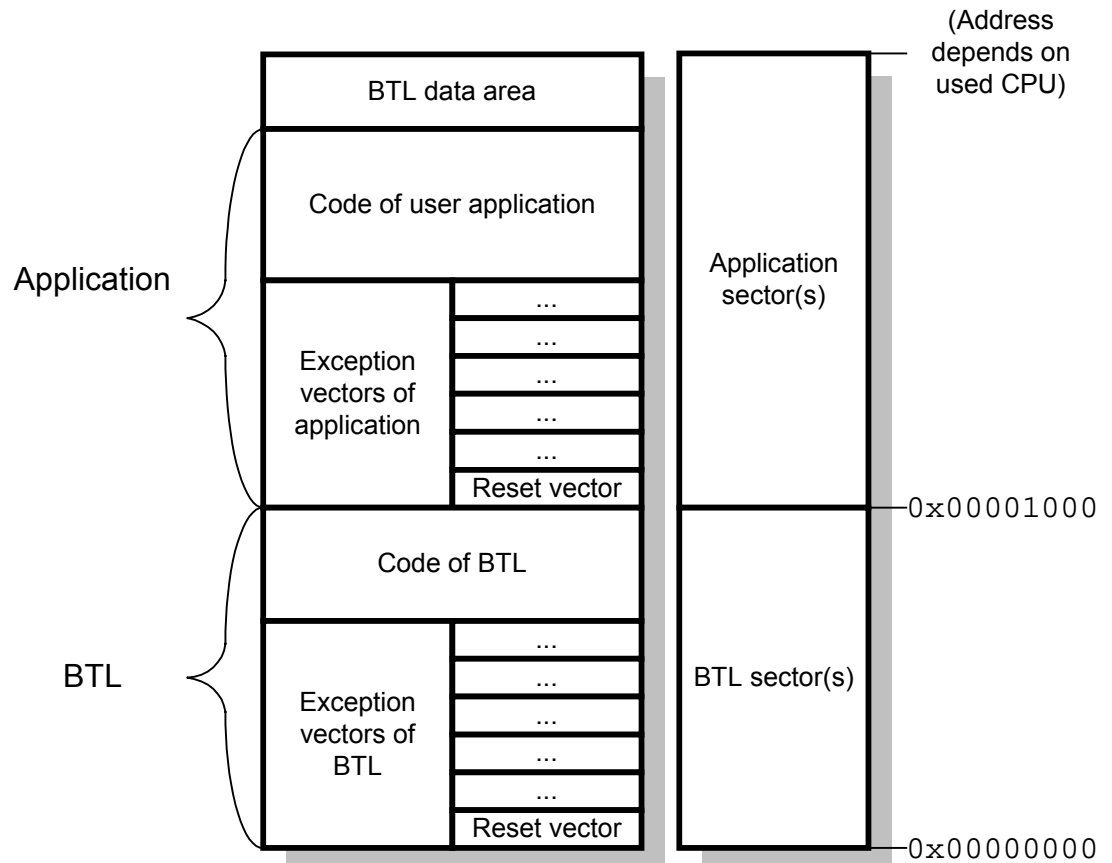 (Address
depends on
used CPU)
BTL data area
Code of user application
Application
Exception
vectors of
application
...
...
...
...
...
Reset vector
Application
sector(s)
0x00001000
Code of BTL
BTL
Exception
vectors of
BTL
...
...
...
...
...
Reset vector
BTL sector(s)
0x00000000